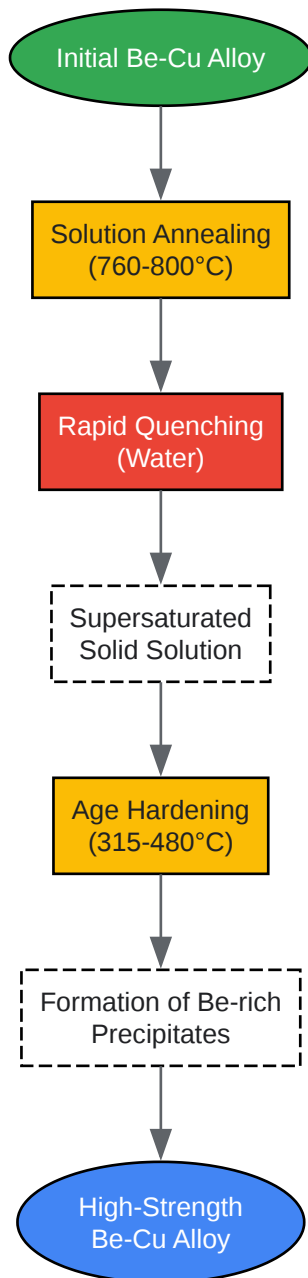 Initial Be-Cu Alloy
Solution Annealing
(760-800°C)
Rapid Quenching
(Water)
Supersaturated
Solid Solution
Age Hardening
(315-480°C)
Formation of Be-rich
Precipitates
High-Strength
Be-Cu Alloy